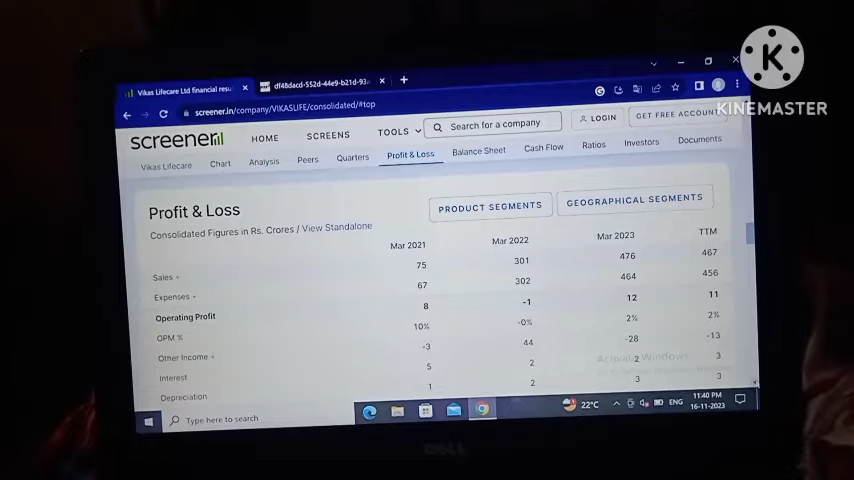 Vikas Lifecare Ltd financial resu
df48dacd-552d-44e9-b21d-93a
screener.in/company/VIKASLIFE/consolidated/#top
K
KINEMASTER
screener
HOME
SCREENS
TOOLS
Search for a company
LOGIN
GET FREE ACCOUNT
Vikas Lifecare
Chart
Analysis
Peers
Quarters
Profit & Loss
Balance Sheet
Cash Flow
Ratios
Investors
Documents
Profit & Loss
PRODUCT SEGMENTS
GEOGRAPHICAL SEGMENTS
Consolidated Figures in Rs. Crores / View Standalone
Mar 2021 Mar 2022 Mar 2023 TTM
Sales + 75 301 476 467
Expenses + 67 302 464 456
Operating Profit 8 -1 12 11
OPM % 10% -0% 2% 2%
Other Income + -3 44 -28 -13
Interest 5 2 2 3
Depreciation 1 2 3 3
Activate Windows
Type here to search
22°C
ENG
11:40 PM
16-11-2023
DELL